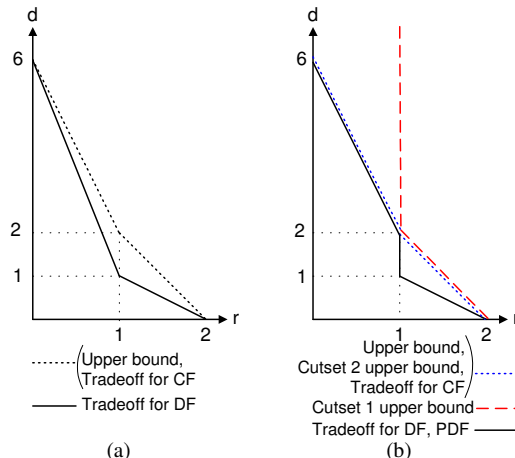 d
6
2
1
1
2
r
Upper bound,
Tradeoff for CF
Tradeoff for DF
(a)
d
6
2
1
1
2
r
Upper bound,
Cutset 2 upper bound,
Tradeoff for CF
Cutset 1 upper bound
Tradeoff for DF, PDF
(b)